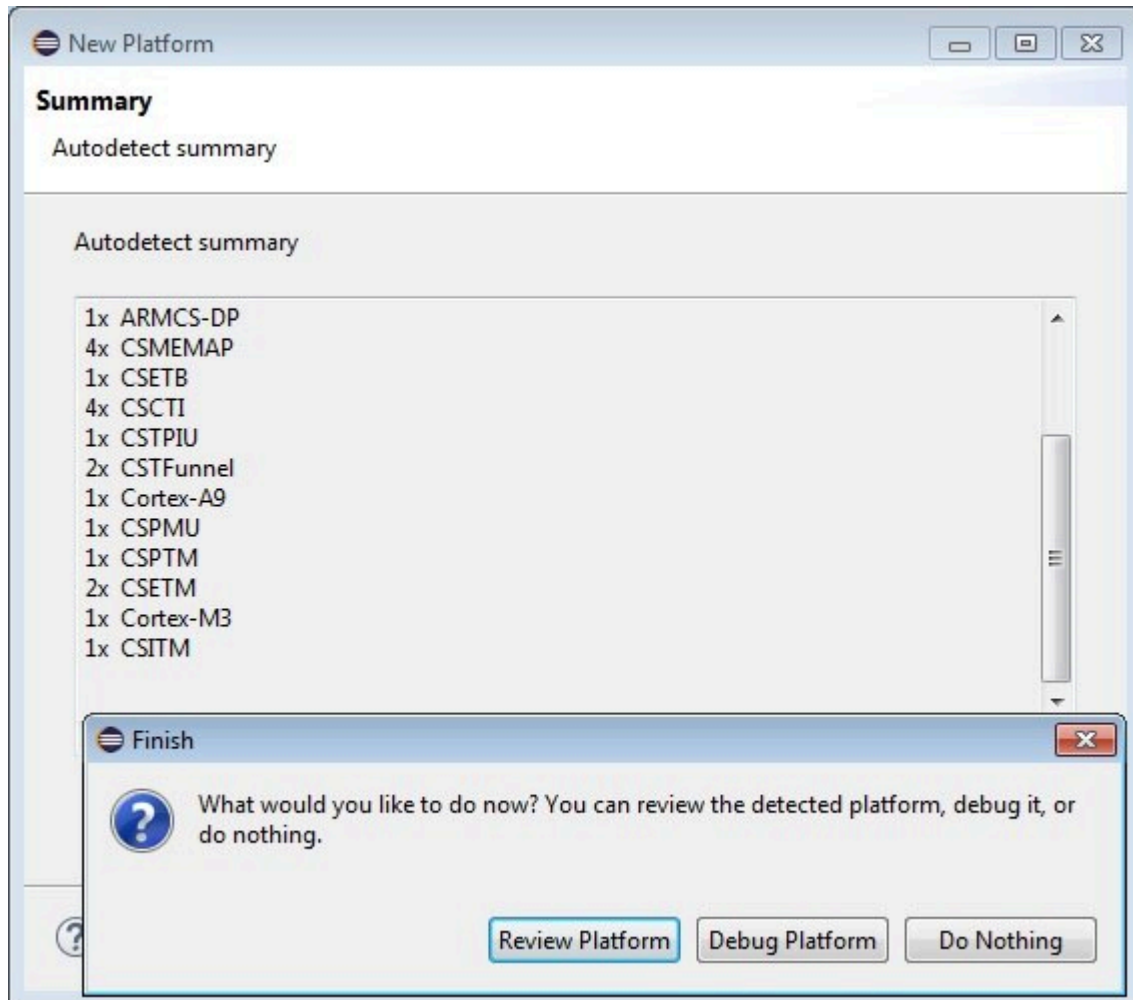 New Platform
Summary
Autodetect summary
Autodetect summary
1x ARMCS-DP
4x CSMEMAP
1x CSETB
4x CSCTI
1x CSTPIU
2x CSTFunnel
1x Cortex-A9
1x CSPMU
1x CSPTM
2x CSETM
1x Cortex-M3
1x CSITM
Finish
What would you like to do now? You can review the detected platform, debug it, or
do nothing.
?
Review Platform Debug Platform Do Nothing